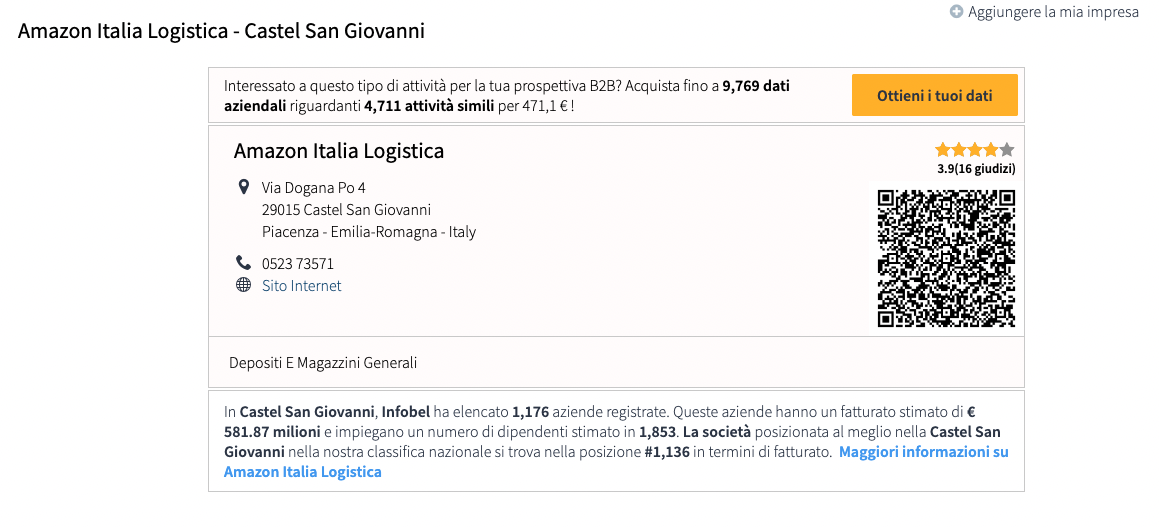 Aggiungere la mia impresa
Amazon Italia Logistica - Castel San Giovanni
Interessato a questo tipo di attività per la tua prospettiva B2B? Acquista fino a 9,769 dati
aziendali riguardanti 4,711 attività simili per 471,1 € !
Ottieni i tuoi dati
Amazon Italia Logistica
3.9(16 giudizi)
Via Dogana Po 4
29015 Castel San Giovanni
Piacenza - Emilia-Romagna - Italy
0523 73571
Sito Internet
Depositi E Magazzini Generali
In Castel San Giovanni, Infobel ha elencato 1,176 aziende registrate. Queste aziende hanno un fatturato stimato di €
581.87 milioni e impiegano un numero di dipendenti stimato in 1,853. La società posizionata al meglio nella Castel San
Giovanni nella nostra classifica nazionale si trova nella posizione #1,136 in termini di fatturato. Maggiori informazioni su
Amazon Italia Logistica